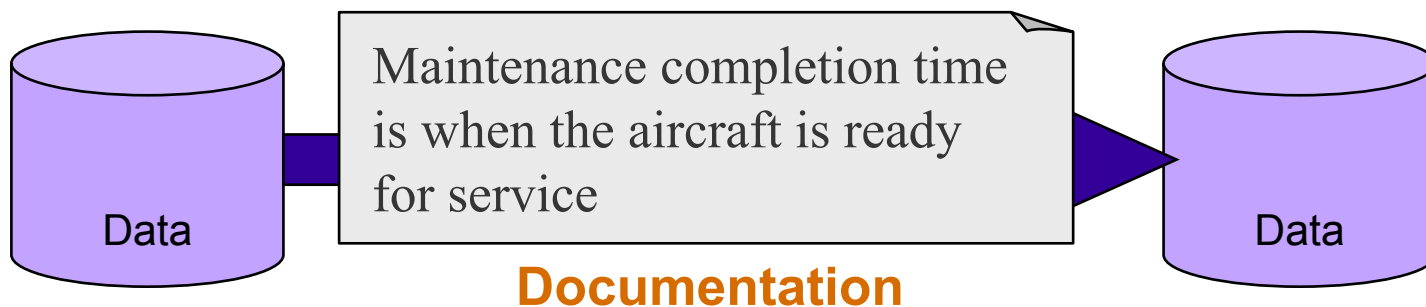 Maintenance completion time
is when the aircraft is ready
for service
Data
Data
Documentation